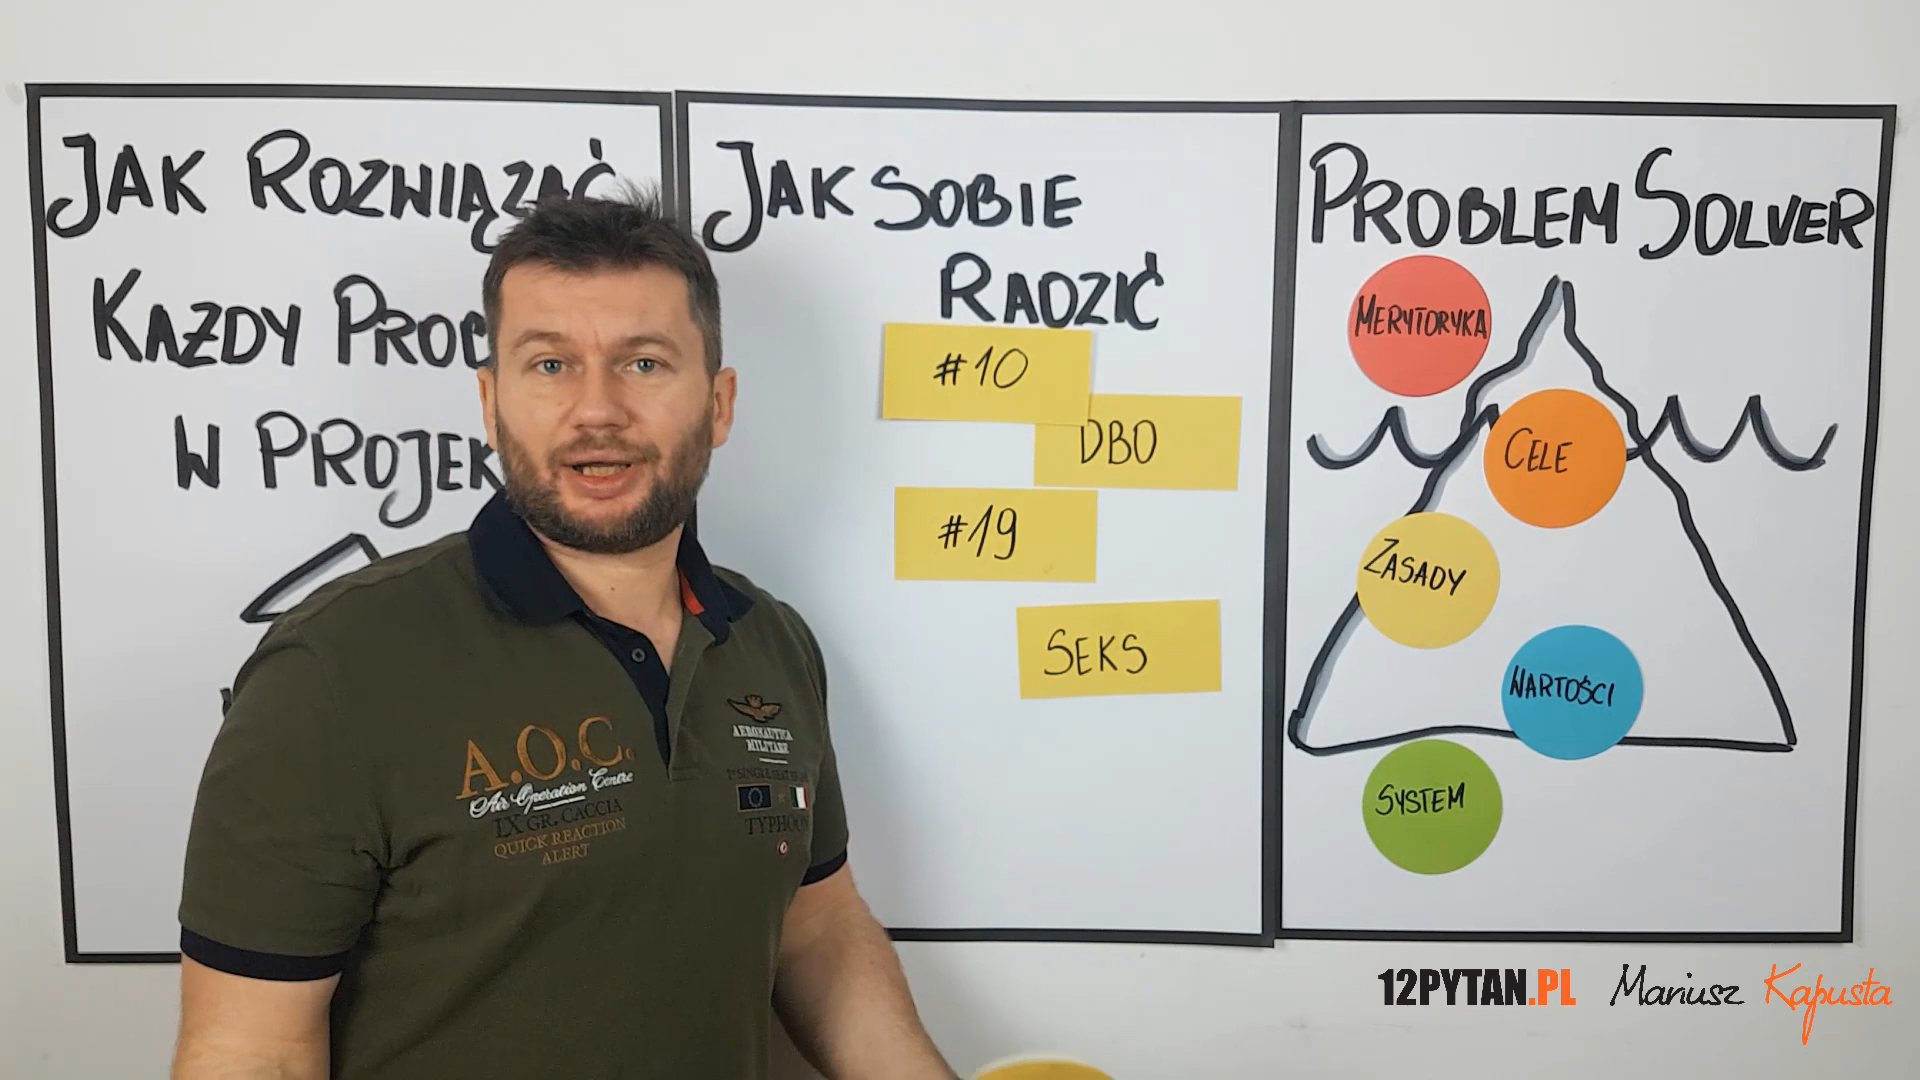 JAK ROZWIĄZAĆ
KAŻDY PROB
W PROJEK
JAK SOBIE
RADZIĆ
#10
DBO
#19
SEKS
PROBLEM SOLVER
MERYTORYKA
CELE
ZASADY
WARTOŚCI
SYSTEM
A.O.C.
Air Operation Centre
IX GR. CACCIA
QUICK REACTION
ALERT
AERONAUTICA
MILITARE
TYPHOON
12PYTAN.PL Mariusz Kapusta